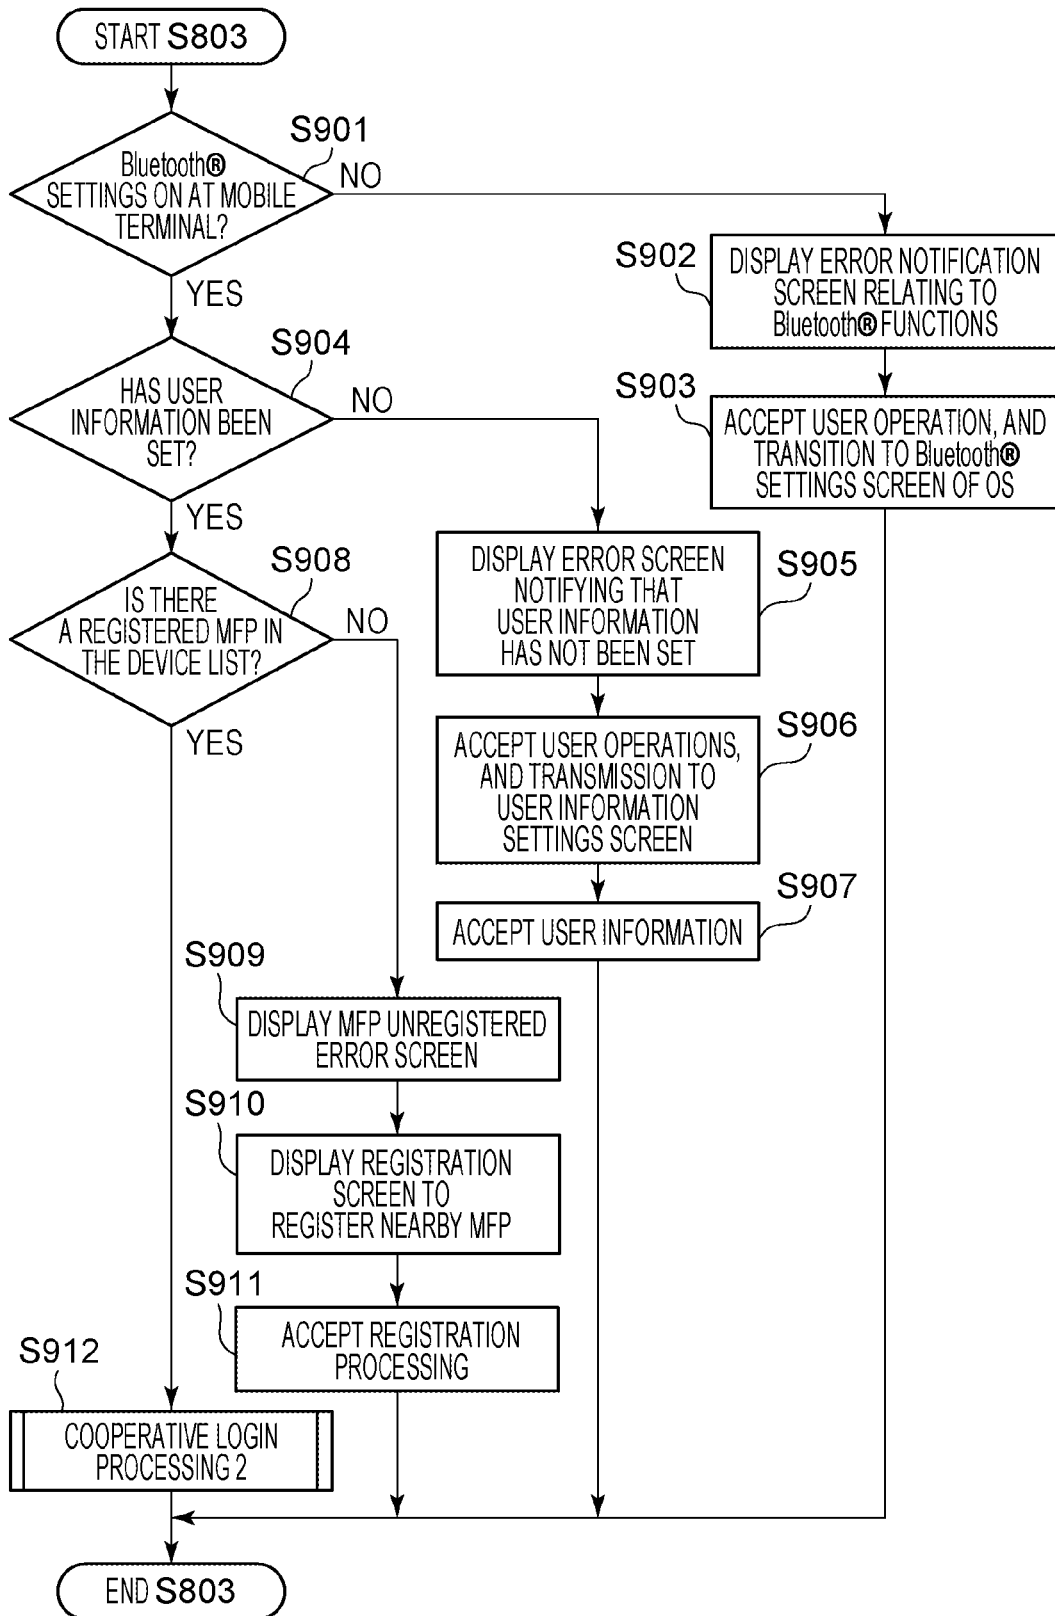 START S803
S901
Bluetooth®
SETTINGS ON AT MOBILE
TERMINAL?
NO
YES
S902
DISPLAY ERROR NOTIFICATION
SCREEN RELATING TO
Bluetooth® FUNCTIONS
S903
ACCEPT USER OPERATION, AND
TRANSITION TO Bluetooth®
SETTINGS SCREEN OF OS
S904
HAS USER
INFORMATION BEEN
SET?
NO
YES
S905
DISPLAY ERROR SCREEN
NOTIFYING THAT
USER INFORMATION
HAS NOT BEEN SET
S906
ACCEPT USER OPERATIONS,
AND TRANSMISSION TO
USER INFORMATION
SETTINGS SCREEN
S907
ACCEPT USER INFORMATION
S908
IS THERE
A REGISTERED MFP IN
THE DEVICE LIST?
NO
YES
S909
DISPLAY MFP UNREGISTERED
ERROR SCREEN
S910
DISPLAY REGISTRATION
SCREEN TO
REGISTER NEARBY MFP
S911
ACCEPT REGISTRATION
PROCESSING
S912
COOPERATIVE LOGIN
PROCESSING 2
END S803